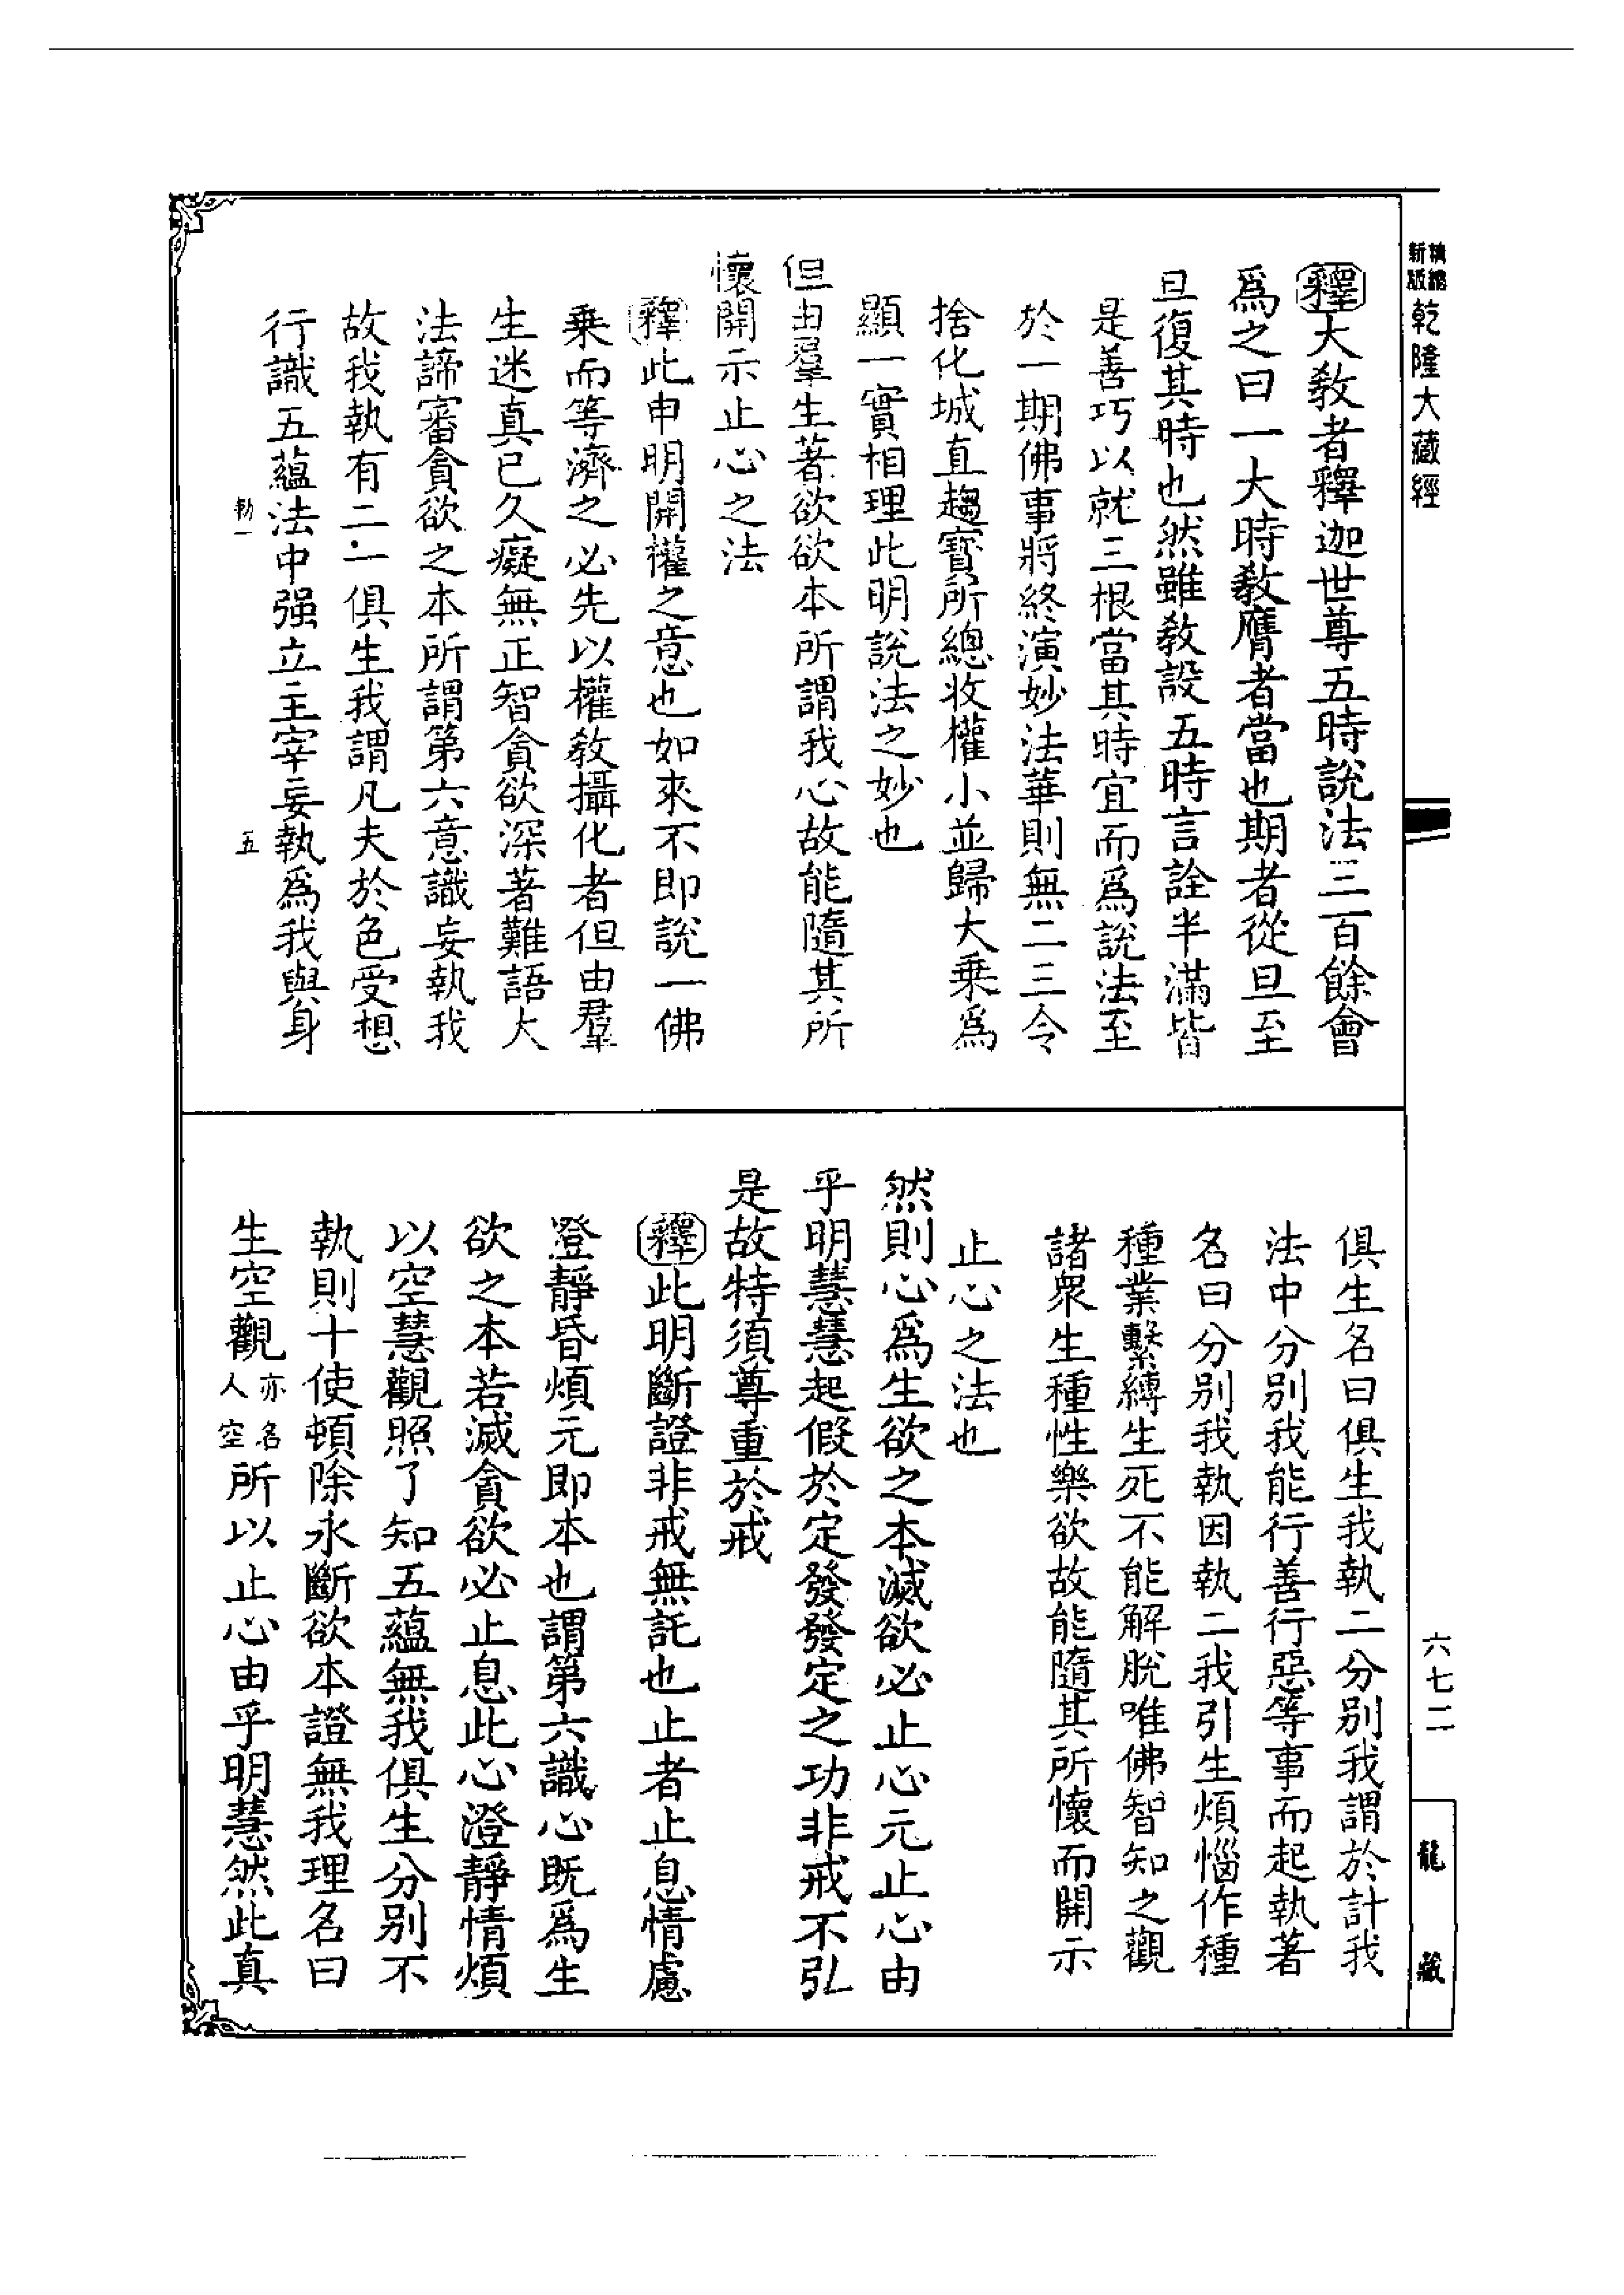 精縮
新版
乾隆大藏經
釋大教者釋迦世尊五時說法三百餘會
爲之曰一大時教膺者當也期者從旦至
旦復其時也然雖教設五時言詮半滿皆
是善巧以就三根當其時宜而爲說法至
於一期佛事將終演妙法華則無二三令
捨化城直趨寶所總收權小並歸大乘爲
顯一實相理此明說法之妙也
但由羣生著欲欲本所謂我心故能隨其所
懷開示止心之法
釋此申明開權之意也如來不即說一佛
乘而等濟之必先以權教攝化者但由羣
生迷真已久癡無正智貪欲深著難語大
法諦審貪欲之本所謂第六意識妄執我
故我執有二一俱生我謂凡夫於色受想
行識五蘊法中强立主宰妄執爲我與身
勒一
五
俱生名曰俱生我執二分別我謂於計我
法中分別我能行善行惡等事而起執著
名曰分別我執因執二我引生煩惱作種
種業繫縛生死不能解脫唯佛智知之觀
諸衆生種性樂欲故能隨其所懷而開示
止心之法也
然則心爲生欲之本滅欲必止心元止心由
乎明慧慧起假於定發發定之功非戒不弘
是故特須尊重於戒
釋此明斷證非戒無託也止者止息情慮
澄靜昏煩元即本也謂第六識心既爲生
欲之本若滅貪欲必止息此心澄靜情煩
以空慧觀照了知五蘊無我俱生分別不
執則十使頓除永斷欲本證無我理名曰
生空觀亦名人空所以止心由乎明慧然此真
六七二
龍藏